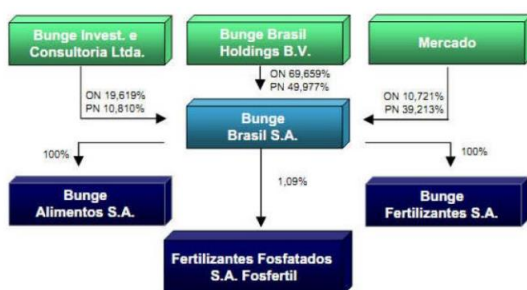 Bunge Invest. e
Consultoria Ltda.
Bunge Brasil
Holdings B.V.
Mercado
ON 19,619%
PN 10,810%
ON 69,659%
PN 49,977%
ON 10,721%
PN 39,213%
Bunge
Brasil S.A.
100%
1,09%
100%
Bunge
Alimentos S.A.
Bunge
Fertilizantes S.A.
Fertilizantes Fosfatados
S.A. Fosfertil